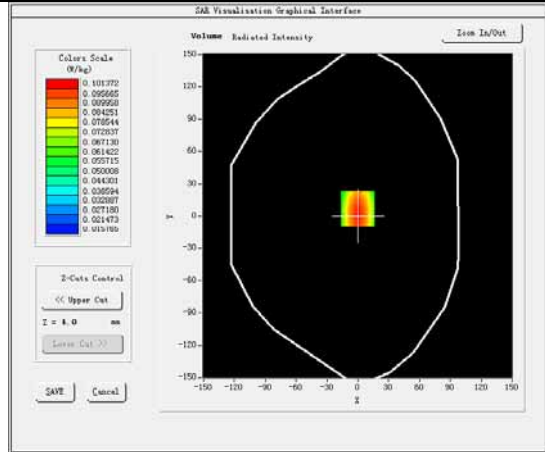 SAR Visualisation Graphical Interface
Volume Radiated Intensity
Zoom In/Out
Colors Scale
(W/kg)
0.101372
0.095665
0.089958
0.084251
0.078544
0.072837
0.067130
0.061422
0.055715
0.050008
0.044301
0.038594
0.032887
0.027180
0.021473
0.015766
Z-Cuts Control
<< Upper Cut
Z = 4.0 mm
Lower Cut >>
SAVE
Cancel
150
120
90
60
30
0
-30
-60
-90
-120
-150
Y
-150 -120 -90 -60 -30 0 30 60 90 120 150
X